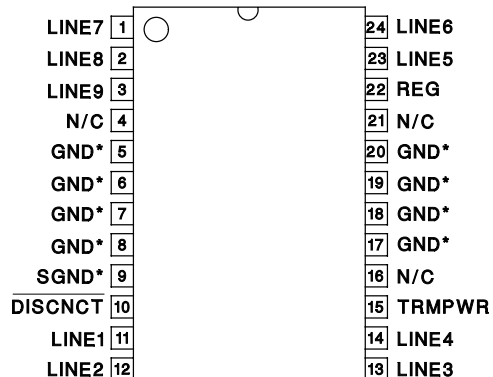 LINE7 1 24 LINE6
LINE8 2 23 LINE5
LINE9 3 22 REG
N/C 4 21 N/C
GND* 5 20 GND*
GND* 6 19 GND*
GND* 7 18 GND*
GND* 8 17 GND*
SGND* 9 16 N/C
DISCNCT 10 15 TRMPWR
LINE1 11 14 LINE4
LINE2 12 13 LINE3